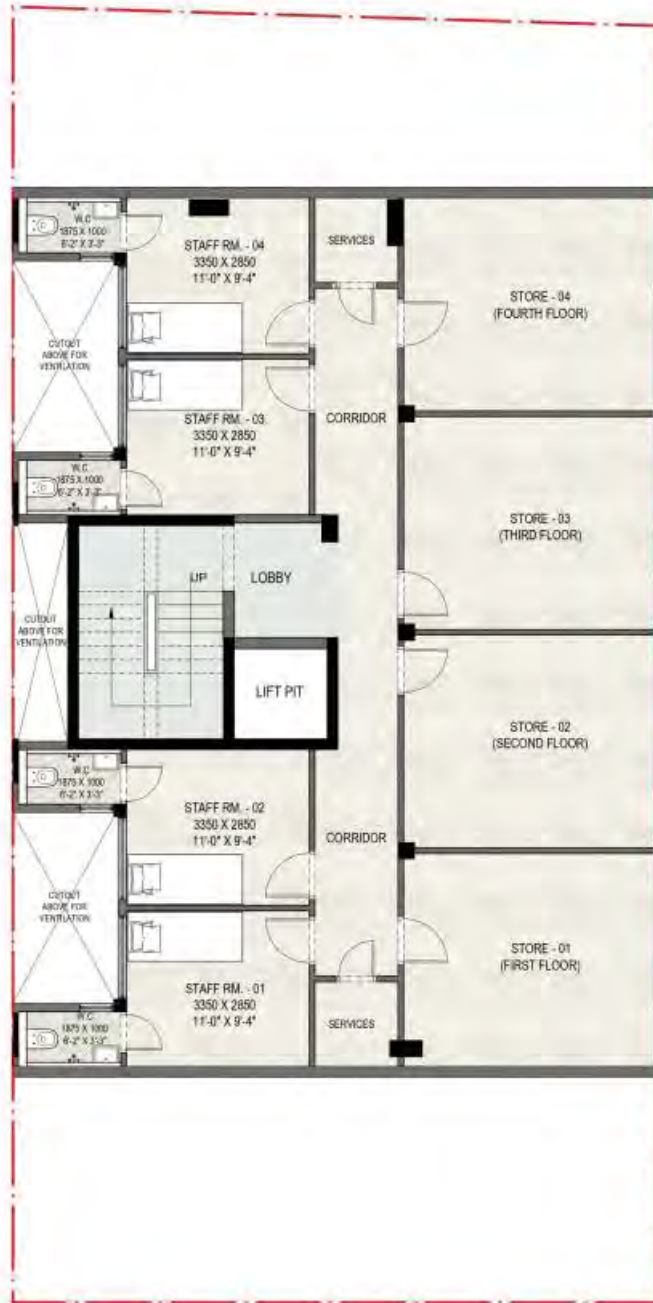 W.C
1875 X 1000
6'-2" X 3'-3"
STAFF RM. - 04
3350 X 2850
11'-0" X 9'-4"
SERVICES
STORE - 04
(FOURTH FLOOR)
CUTOUT
ABOVE FOR
VENTILATION
STAFF RM. - 03
3350 X 2850
11'-0" X 9'-4"
CORRIDOR
W.C
1875 X 1000
6'-2" X 3'-3"
STORE - 03
(THIRD FLOOR)
CUTOUT
ABOVE FOR
VENTILATION
UP
LOBBY
LIFT PIT
STORE - 02
(SECOND FLOOR)
W.C
1875 X 1000
6'-2" X 3'-3"
STAFF RM. - 02
3350 X 2850
11'-0" X 9'-4"
CORRIDOR
CUTOUT
ABOVE FOR
VENTILATION
STORE - 01
(FIRST FLOOR)
STAFF RM. - 01
3350 X 2850
11'-0" X 9'-4"
W.C
1875 X 1000
6'-2" X 3'-3"
SERVICES